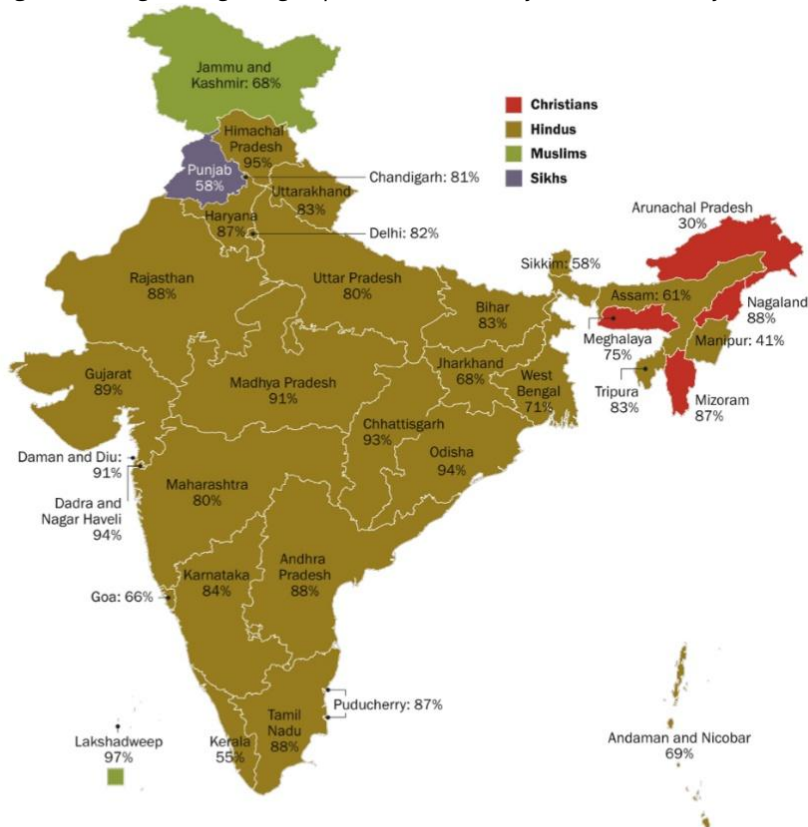 Jammu and
Kashmir: 68%
Christians
Hindus
Muslims
Sikhs
Himachal
Pradesh
95%
Punjab
58%
Chandigarh: 81%
Uttarakhand
83%
Haryana
87%
Delhi: 82%
Arunachal Pradesh
30%
Rajasthan
88%
Uttar Pradesh
80%
Sikkim: 58%
Assam: 61%
Nagaland
88%
Bihar
83%
Meghalaya
75%
Manipur: 41%
Gujarat
89%
Madhya Pradesh
91%
Jharkhand
68%
West
Bengal
71%
Tripura
83%
Mizoram
87%
Chhattisgarh
93%
Odisha
94%
Daman and Diu:
91%
Maharashtra
80%
Dadra and
Nagar Haveli
94%
Andhra
Pradesh
88%
Karnataka
84%
Goa: 66%
Puducherry: 87%
Tamil
Nadu
88%
Lakshadweep
97%
Kerala
55%
Andaman and Nicobar
69%